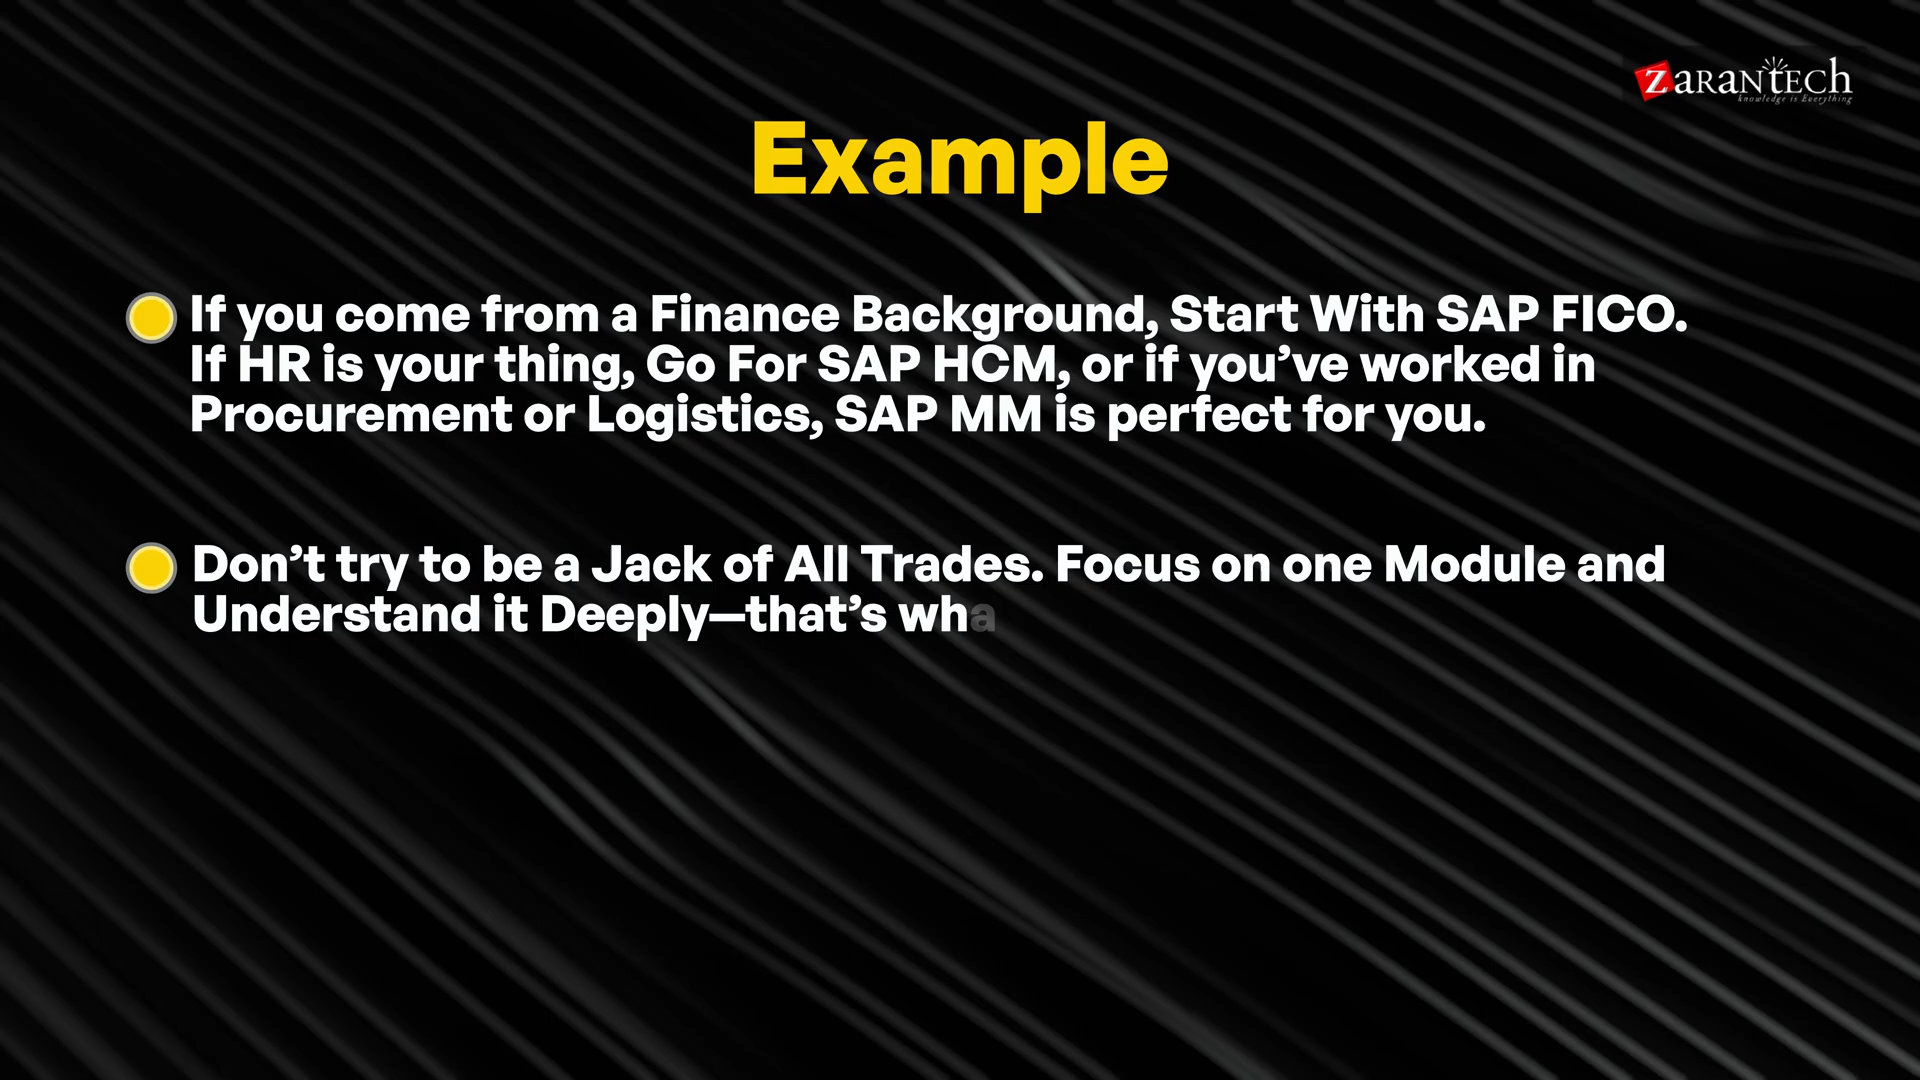 ZARANTECH
knowledge is Everything
Example
If you come from a Finance Background, Start With SAP FICO.
If HR is your thing, Go For SAP HCM, or if you’ve worked in
Procurement or Logistics, SAP MM is perfect for you.
Don’t try to be a Jack of All Trades. Focus on one Module and
Understand it Deeply—that’s wha